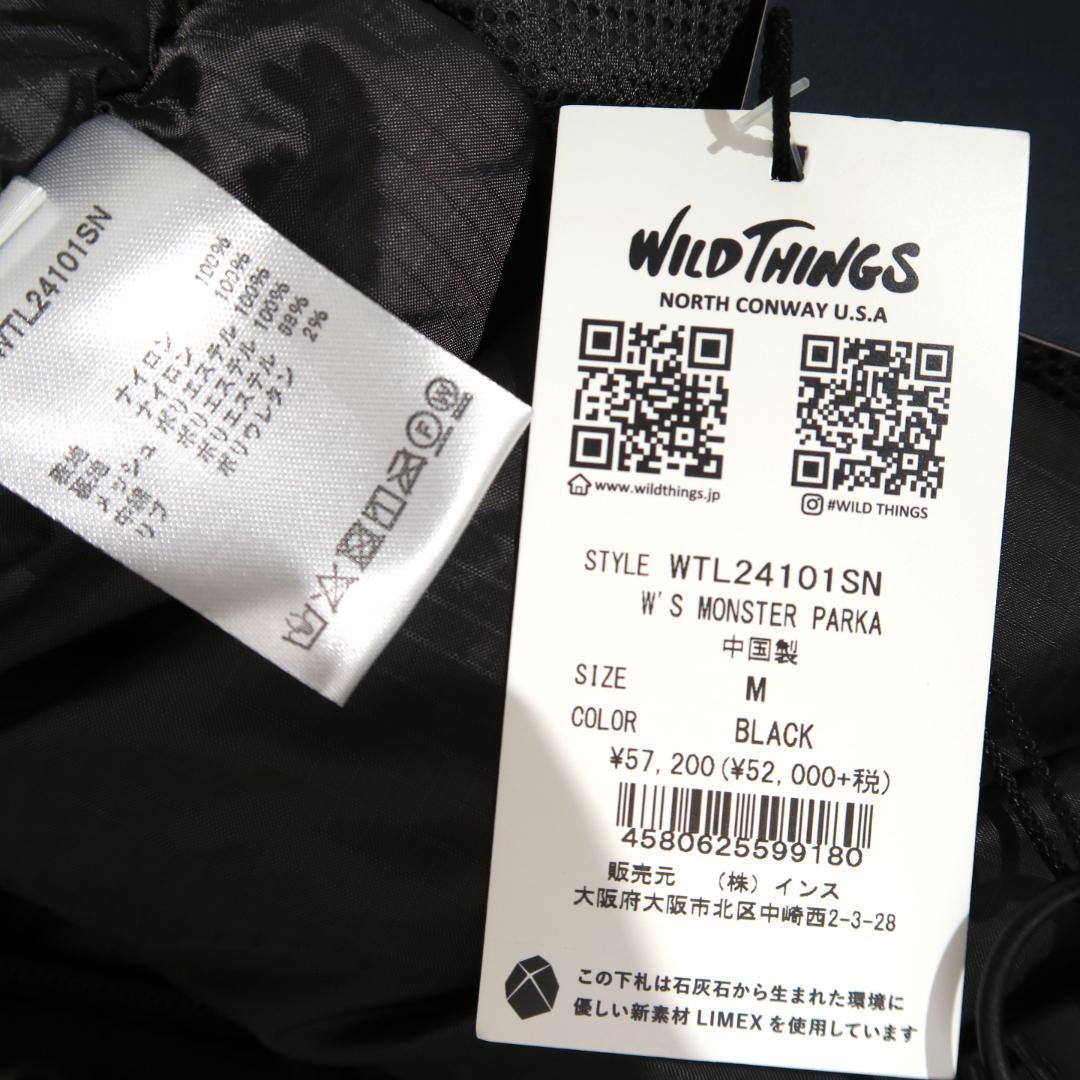 WTL24101SN
表地 ナイロン 100%
配地 ナイロン 100%
メッシュ ポリエステル 100%
中綿 ポリエステル 100%
リブ ポリエステル 98%
ポリウレタン 2%
F
W
WILD THINGS
NORTH CONWAY U.S.A
www.wildthings.jp
#WILD THINGS
STYLE WTL24101SN
W'S MONSTER PARKA
中国製
SIZE M
COLOR BLACK
¥57,200(¥52,000+税)
4580625599180
販売元 (株)インス
大阪府大阪市北区中崎西2-3-28
この下札は石灰石から生まれた環境に
優しい新素材 LIMEX を使用しています